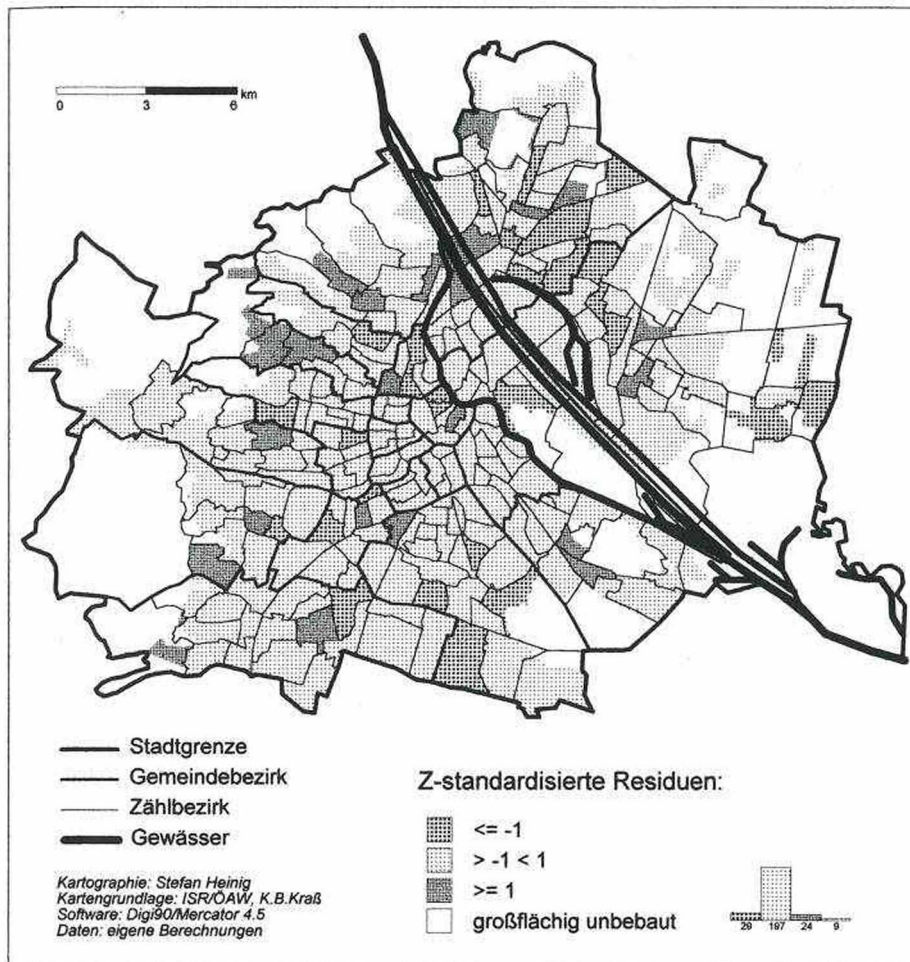 0 3 6 km
Stadtgrenze
Gemeindebezirk
Zählbezirk
Gewässer
Kartographie: Stefan Heinig
Kartengrundlage: ISR/ÖAW, K.B.Kraß
Software: Digi90/Mercator 4.5
Daten: eigene Berechnungen
Z-standardisierte Residuen:
<= -1
> -1 < 1
>= 1
großflächig unbebaut
29 197 24 9